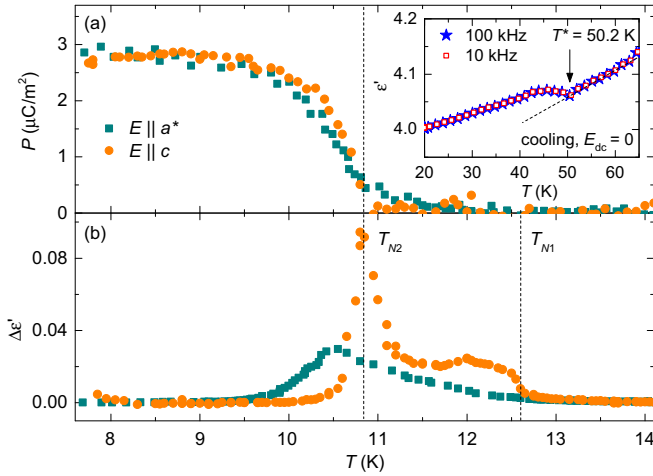 (a)
3
2
1
0
P (μC/m²)
E || a*
E || c
100 kHz
10 kHz
T* = 50.2 K
ε'
4.1
4.0
cooling, E_dc = 0
20 30 40 50 60
T (K)
(b)
T_N2
T_N1
0.08
0.04
0.00
Δε'
8 9 10 11 12 13 14
T (K)